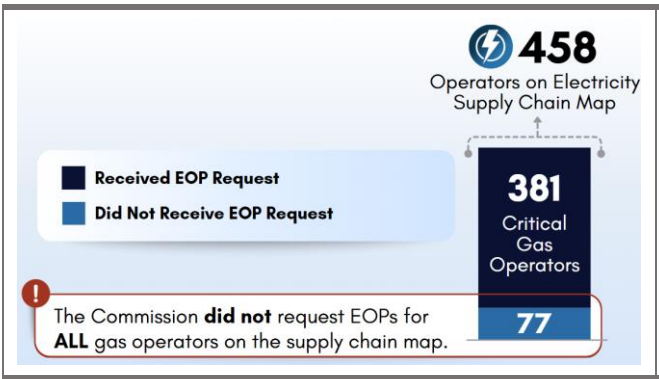 458
Operators on Electricity
Supply Chain Map
Received EOP Request
Did Not Receive EOP Request
381
Critical
Gas
Operators
!
The Commission did not request EOPs for
ALL gas operators on the supply chain map.
77